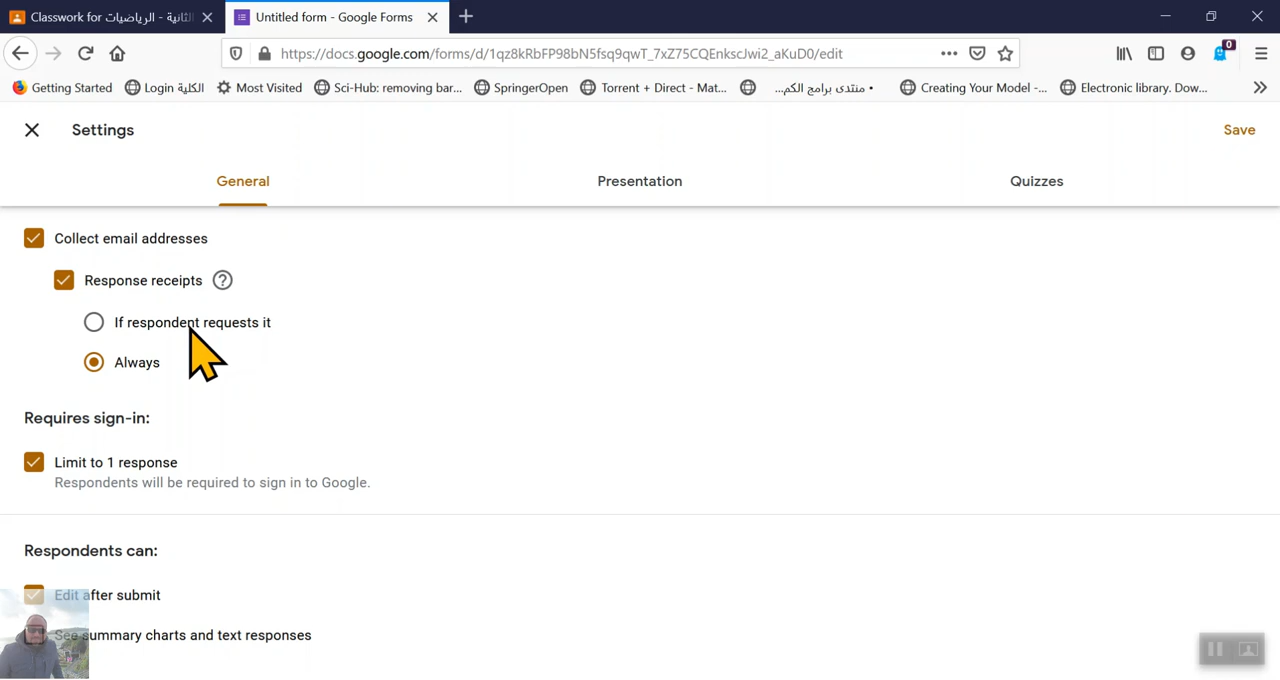 Classwork for الثانية - الرياضيات
Untitled form - Google Forms
https://docs.google.com/forms/d/1qz8kRbFP98bN5fsq9qwT_7xZ75CQEnkscJwi2_aKuD0/edit
0
Getting Started
Login الكلية
Most Visited
Sci-Hub: removing bar...
SpringerOpen
Torrent + Direct - Mat...
منتدى برامج الكم...
Creating Your Model -...
Electronic library. Dow...
Settings
Save
General
Presentation
Quizzes
Collect email addresses
Response receipts
If respondent requests it
Always
Requires sign-in:
Limit to 1 response
Respondents will be required to sign in to Google.
Respondents can:
Edit after submit
See summary charts and text responses